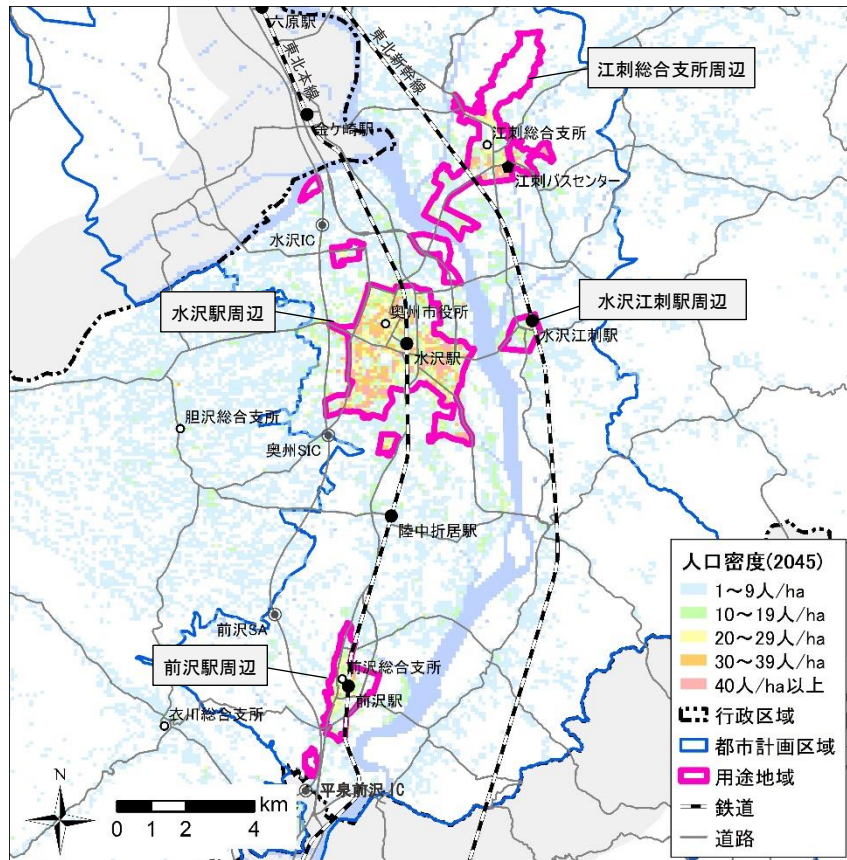 六原駅
東北本線
東北新幹線
江刺総合支所周辺
金ケ崎駅
江刺総合支所
江刺バスセンター
水沢IC
水沢駅周辺
奥州市役所
水沢江刺駅周辺
水沢江刺駅
水沢駅
胆沢総合支所
奥州SIC
陸中折居駅
前沢SA
前沢駅周辺
前沢総合支所
前沢駅
衣川総合支所
平泉前沢IC
N
km
0 1 2 4
人口密度(2045)
1～9人/ha
10～19人/ha
20～29人/ha
30～39人/ha
40人/ha以上
行政区域
都市計画区域
用途地域
鉄道
道路